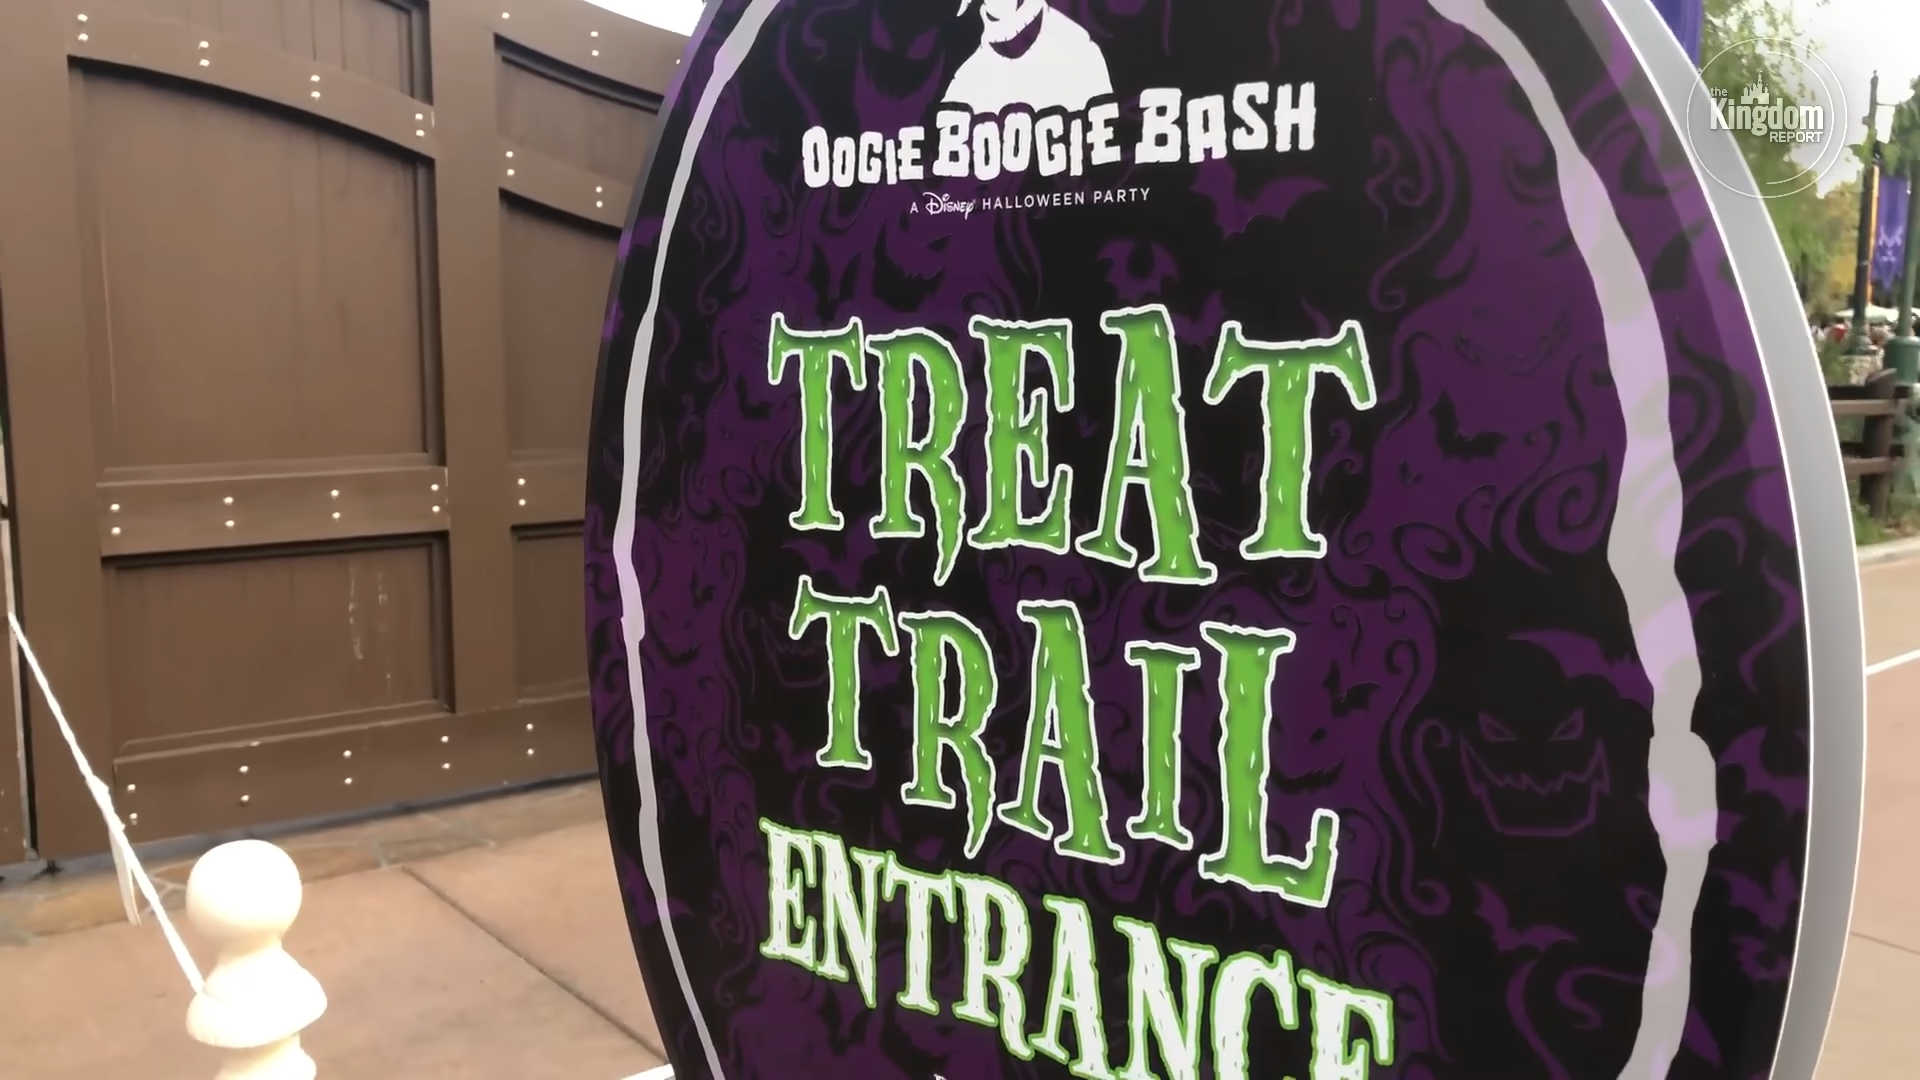 the
Kingdom
REPORT
OOGIE BOOGIE BASH
A Disney HALLOWEEN PARTY
TREAT
TRAIL
ENTRANCE